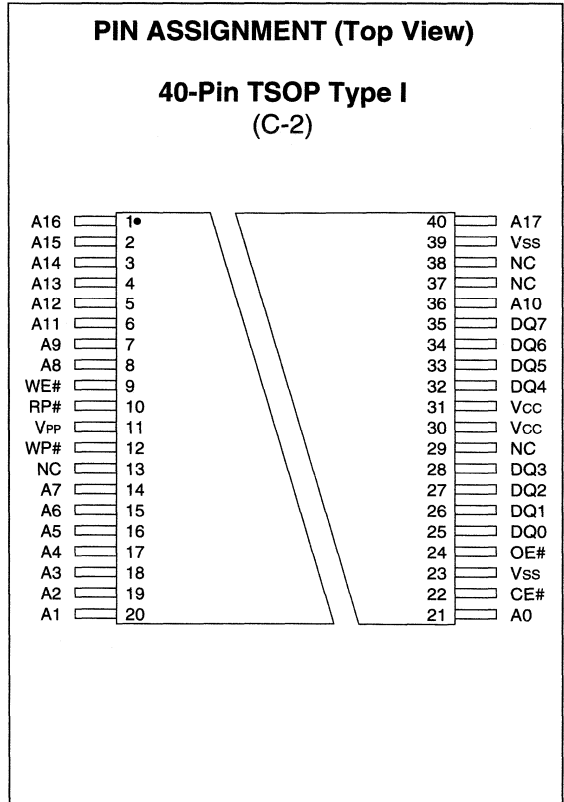 PIN ASSIGNMENT (Top View)
40-Pin TSOP Type I
(C-2)
A16 1 40 A17
A15 2 39 Vss
A14 3 38 NC
A13 4 37 NC
A12 5 36 A10
A11 6 35 DQ7
A9 7 34 DQ6
A8 8 33 DQ5
WE# 9 32 DQ4
RP# 10 31 Vcc
VPP 11 30 Vcc
WP# 12 29 NC
NC 13 28 DQ3
A7 14 27 DQ2
A6 15 26 DQ1
A5 16 25 DQ0
A4 17 24 OE#
A3 18 23 Vss
A2 19 22 CE#
A1 20 21 A0